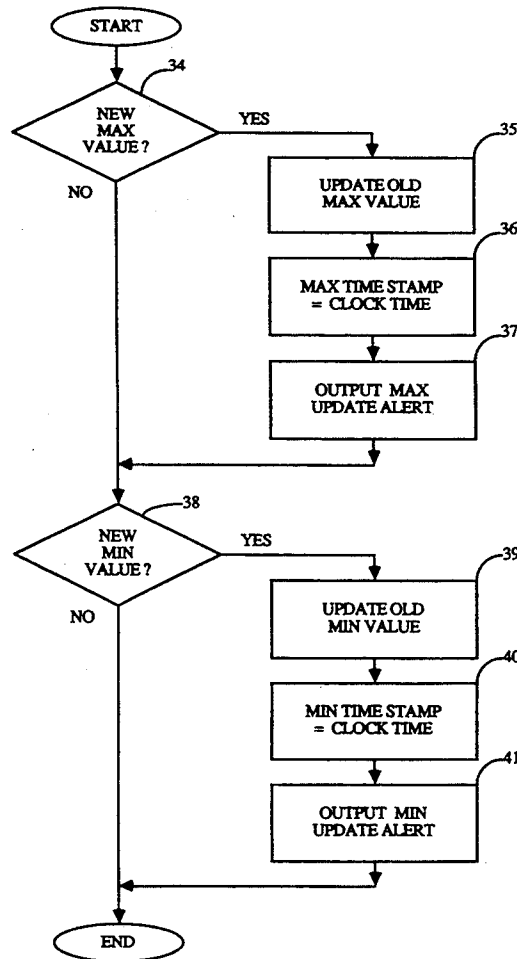 START
34
NEW
MAX
VALUE ?
YES
NO
35
UPDATE OLD
MAX VALUE
36
MAX TIME STAMP
= CLOCK TIME
37
OUTPUT MAX
UPDATE ALERT
38
NEW
MIN
VALUE ?
YES
NO
39
UPDATE OLD
MIN VALUE
40
MIN TIME STAMP
= CLOCK TIME
41
OUTPUT MIN
UPDATE ALERT
END